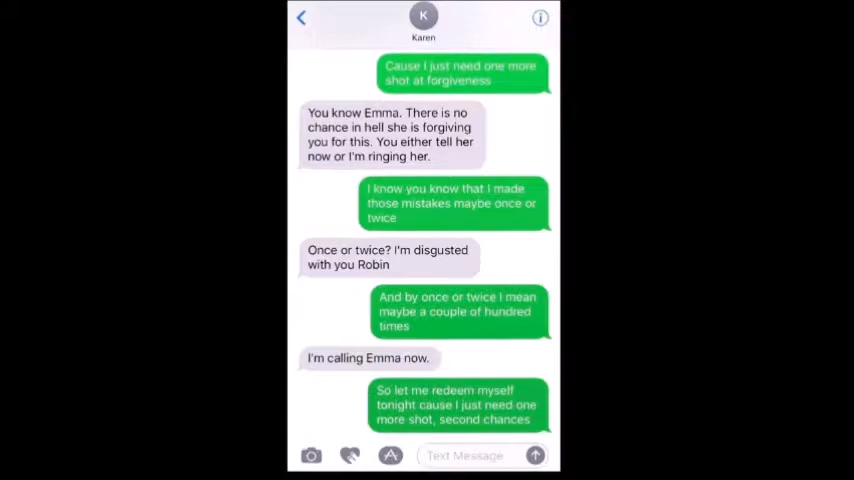 K
Karen
Cause I just need one more
shot at forgiveness
You know Emma. There is no
chance in hell she is forgiving
you for this. You either tell her
now or I'm ringing her.
I know you know that I made
those mistakes maybe once or
twice
Once or twice? I'm disgusted
with you Robin
And by once or twice I mean
maybe a couple of hundred
times
I'm calling Emma now.
So let me redeem myself
tonight cause I just need one
more shot, second chances
Text Message